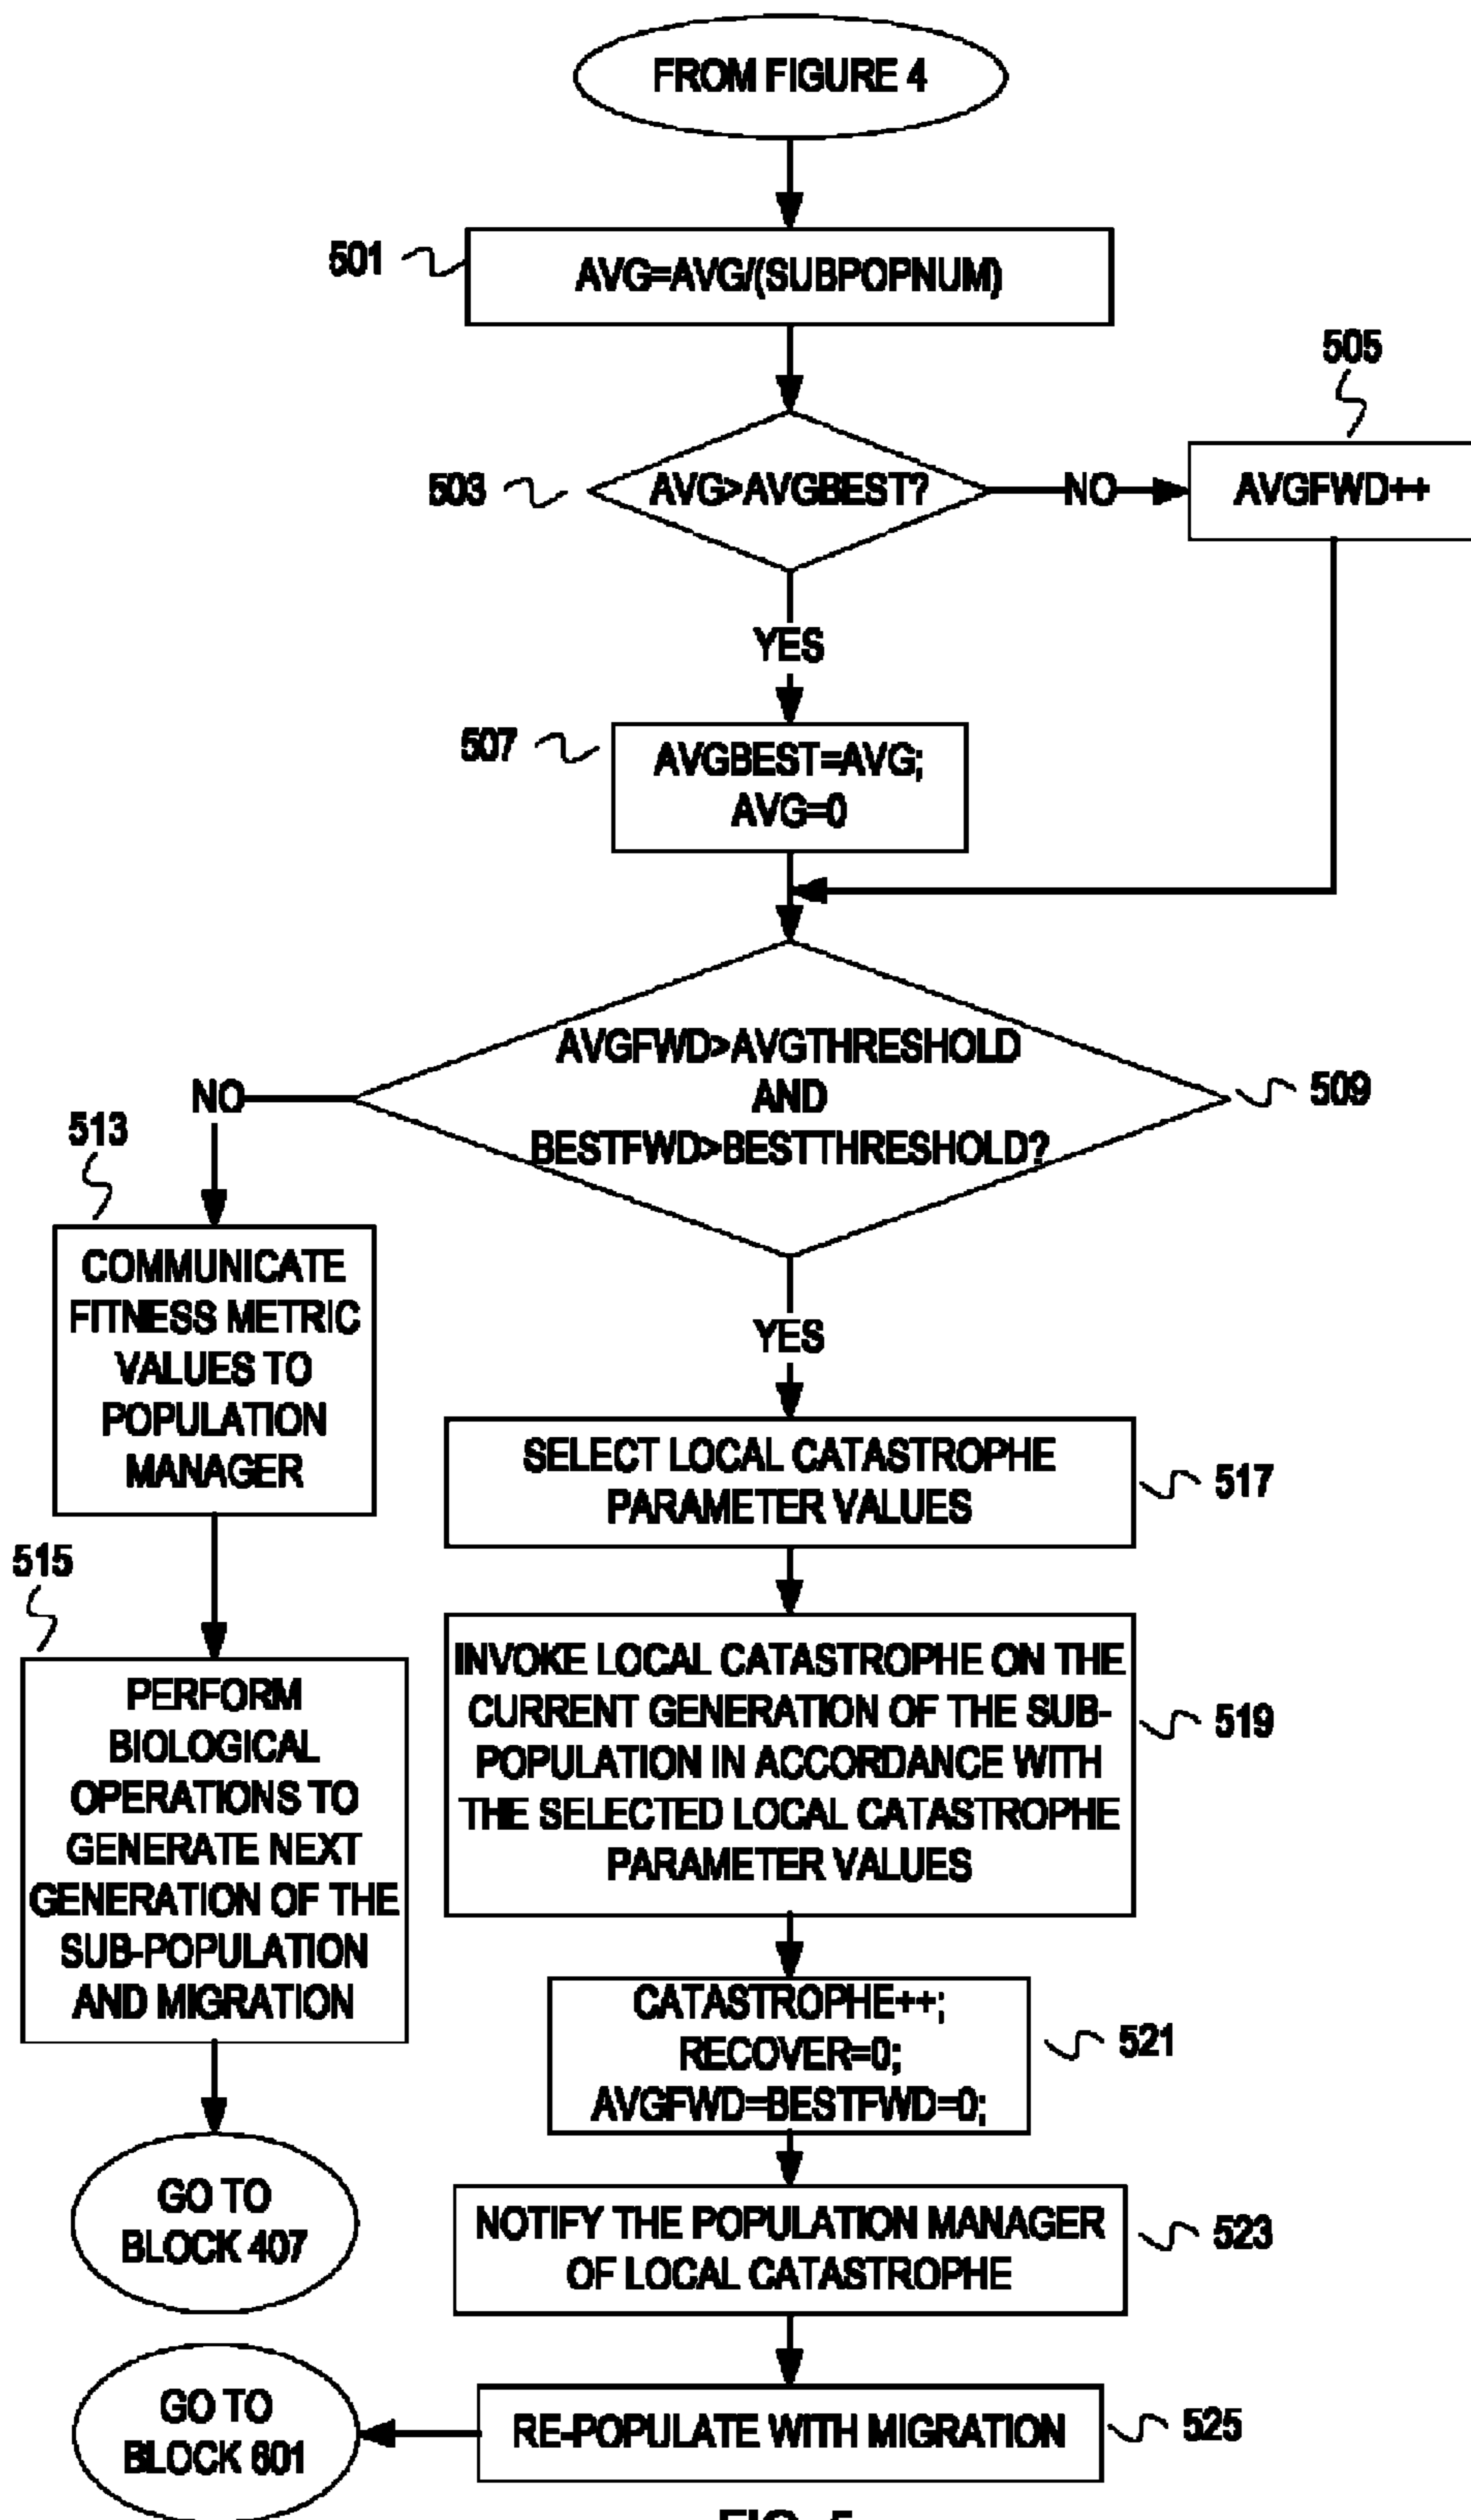 FROM FIGURE 4
501
AVG=AVG/(SUBPOPNUM)
505
503
AVG>AVGBEST?
NO
AVGFWD++
YES
507
AVGBEST=AVG;
AVG=0
AVGFWD>AVGTHRESHOLD
AND
BESTFWD>BESTTHRESHOLD?
509
NO
513
COMMUNICATE
FITNESS METRIC
VALUES TO
POPULATION
MANAGER
YES
SELECT LOCAL CATASTROPHE
PARAMETER VALUES
517
515
PERFORM
BIOLOGICAL
OPERATIONS TO
GENERATE NEXT
GENERATION OF THE
SUB-POPULATION
AND MIGRATION
INVOKE LOCAL CATASTROPHE ON THE
CURRENT GENERATION OF THE SUB-
POPULATION IN ACCORDANCE WITH
THE SELECTED LOCAL CATASTROPHE
PARAMETER VALUES
519
CATASTROPHE++;
RECOVER=0;
AVGFWD=BESTFWD=0;
521
GO TO
BLOCK 407
NOTIFY THE POPULATION MANAGER
OF LOCAL CATASTROPHE
523
GO TO
BLOCK 601
RE-POPULATE WITH MIGRATION
525